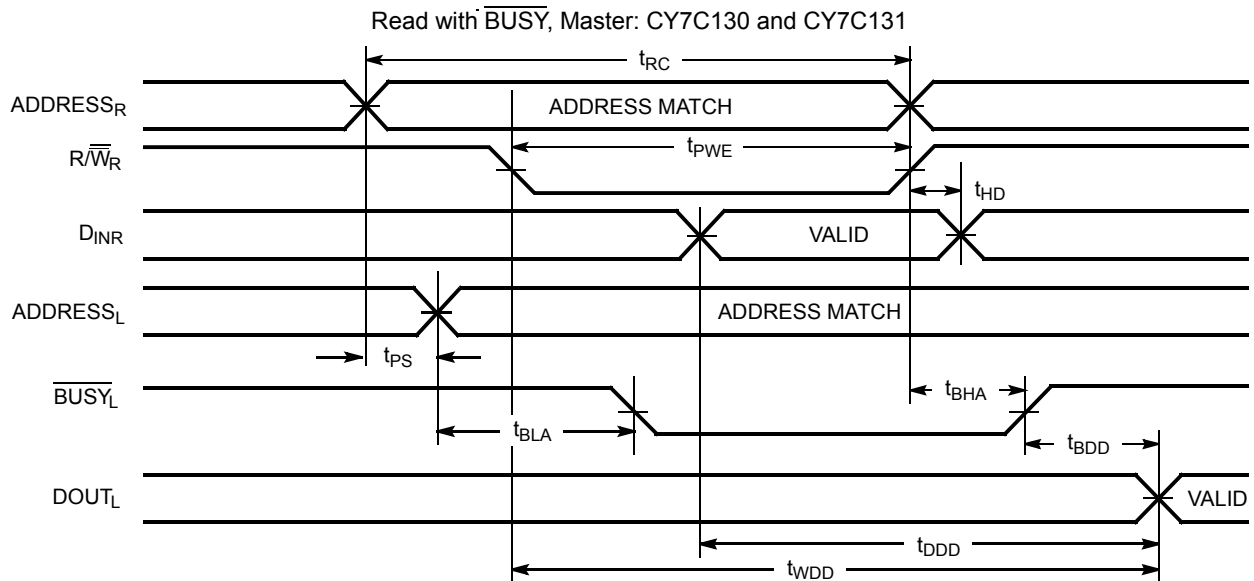 Read with BUSY, Master: CY7C130 and CY7C131
tRC
ADDRESSR
ADDRESS MATCH
R/WR
tPWE
tHD
DINR
VALID
ADDRESSL
ADDRESS MATCH
tPS
BUSYL
tBHA
tBLA
tBDD
DOUTL
VALID
tDDD
tWDD